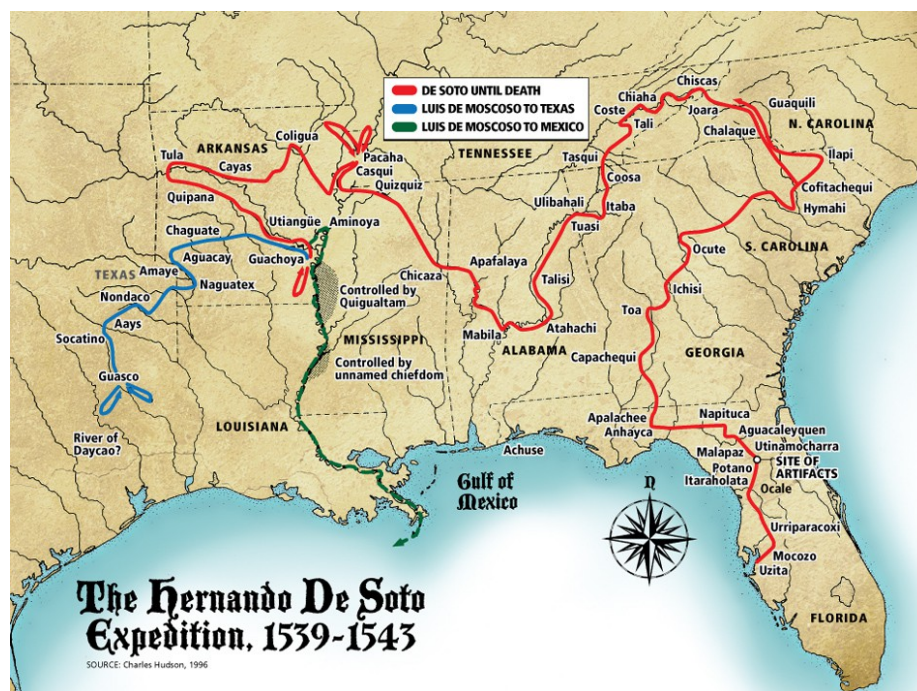 DE SOTO UNTIL DEATH
LUIS DE MOSCOSO TO TEXAS
LUIS DE MOSCOSO TO MEXICO
Chiscas
Chiaha
Coste
Tali
Joara
Guaquili
Chalaque
N. CAROLINA
Ilapi
Coligua
ARKANSAS
Tula
Cayas
Pacaha
Casqui
Quizquiz
TENNESSEE
Tasqui
Coosa
Cofitachequi
Hymahi
Quipana
Utiangüe
Aminoya
Ulibahali
Itaba
Tuasi
Chaguate
Aguacay
Guachoya
Ocute
S. CAROLINA
TEXAS
Amaye
Naguatex
Chicaza
Apafalaya
Talisi
Ichisi
Controlled by
Quigualtam
Nondaco
Aays
Socatino
Toa
Mabila
Atahachi
ALABAMA
MISSISSIPPI
Controlled by
unnamed chiefdom
Capachequi
GEORGIA
Guasco
LOUISIANA
River of
Daycao?
Apalachee
Anhayca
Napituca
Aguacaleyquen
Utinamocharra
Achuse
Malapaz
Potano
Itaraholata
SITE OF
ARTIFACTS
Ocale
Gulf of
Mexico
N
Urriparacoxi
Mocozo
Uzita
FLORIDA
The Hernando De Soto
Expedition, 1539-1543
SOURCE: Charles Hudson, 1996